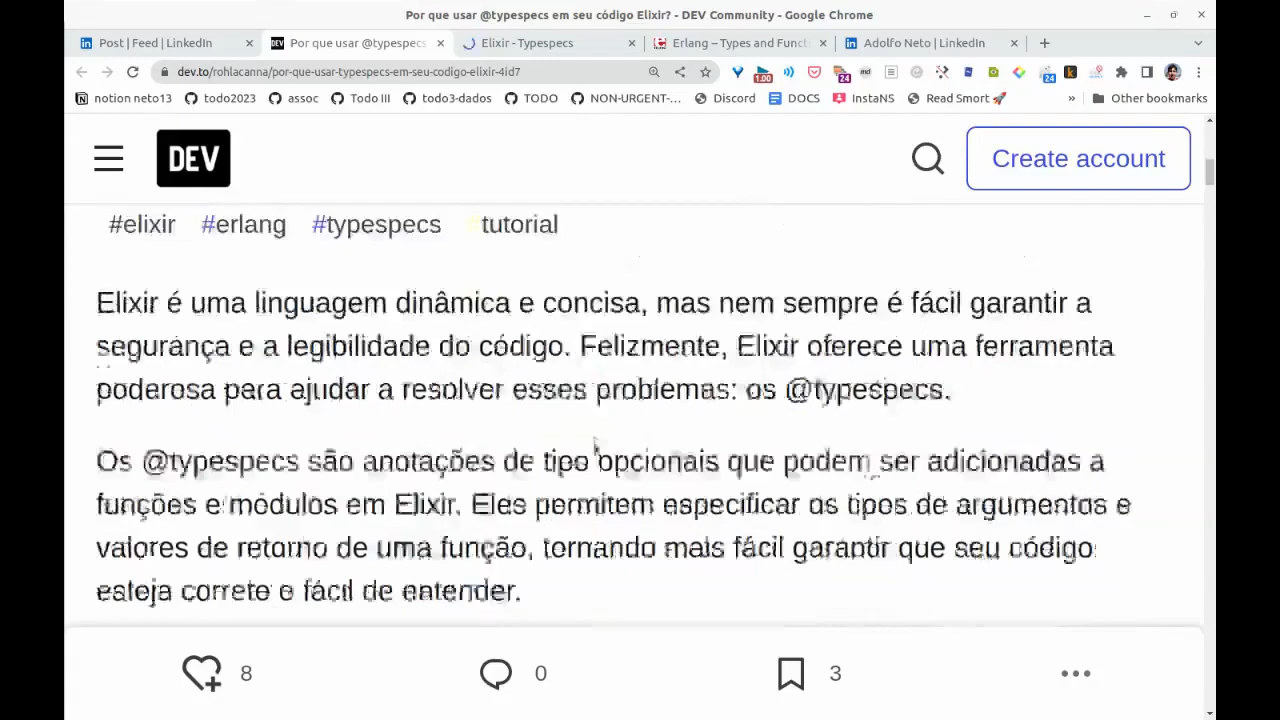 Por que usar @typespecs em seu código Elixir? - DEV Community - Google Chrome
Post | Feed | LinkedIn
Por que usar @typespecs
Elixir - Typespecs
Erlang – Types and Funct
Adolfo Neto | LinkedIn
dev.to/rohlacanna/por-que-usar-typespecs-em-seu-codigo-elixir-4id7
1.00
24
md
24
k
notion neto13
todo2023
assoc
Todo III
todo3-dados
TODO
NON-URGENT-...
Discord
DOCS
InstaNS
Read Smort 🚀
»
Other bookmarks
DEV
Create account
#elixir #erlang #typespecs #tutorial
Elixir é uma linguagem dinâmica e concisa, mas nem sempre é fácil garantir a
segurança e a legibilidade do código. Felizmente, Elixir oferece uma ferramenta
poderosa para ajudar a resolver esses problemas: os @typespecs.
Os @typespecs são anotações de tipo opcionais que podem ser adicionadas a
funções e módulos em Elixir. Eles permitem especificar os tipos de argumentos e
valores de retorno de uma função, tornando mais fácil garantir que seu código
esteja correto e fácil de entender.
8
0
3